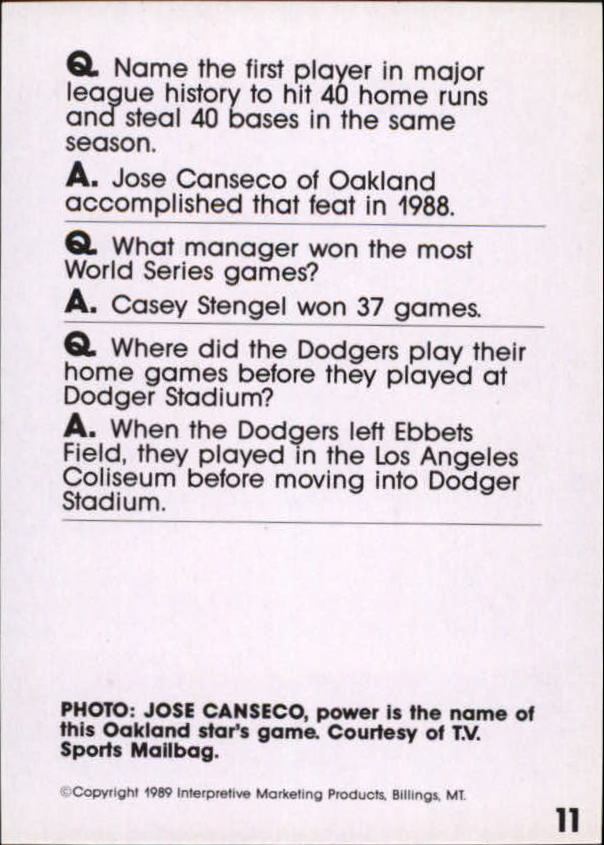 Q. Name the first player in major
league history to hit 40 home runs
and steal 40 bases in the same
season.
A. Jose Canseco of Oakland
accomplished that feat in 1988.
Q. What manager won the most
World Series games?
A. Casey Stengel won 37 games.
Q. Where did the Dodgers play their
home games before they played at
Dodger Stadium?
A. When the Dodgers left Ebbets
Field, they played in the Los Angeles
Coliseum before moving into Dodger
Stadium.
PHOTO: JOSE CANSECO, power is the name of
this Oakland star's game. Courtesy of T.V.
Sports Mailbag.
©Copyright 1989 Interpretive Marketing Products, Billings, MT.
11